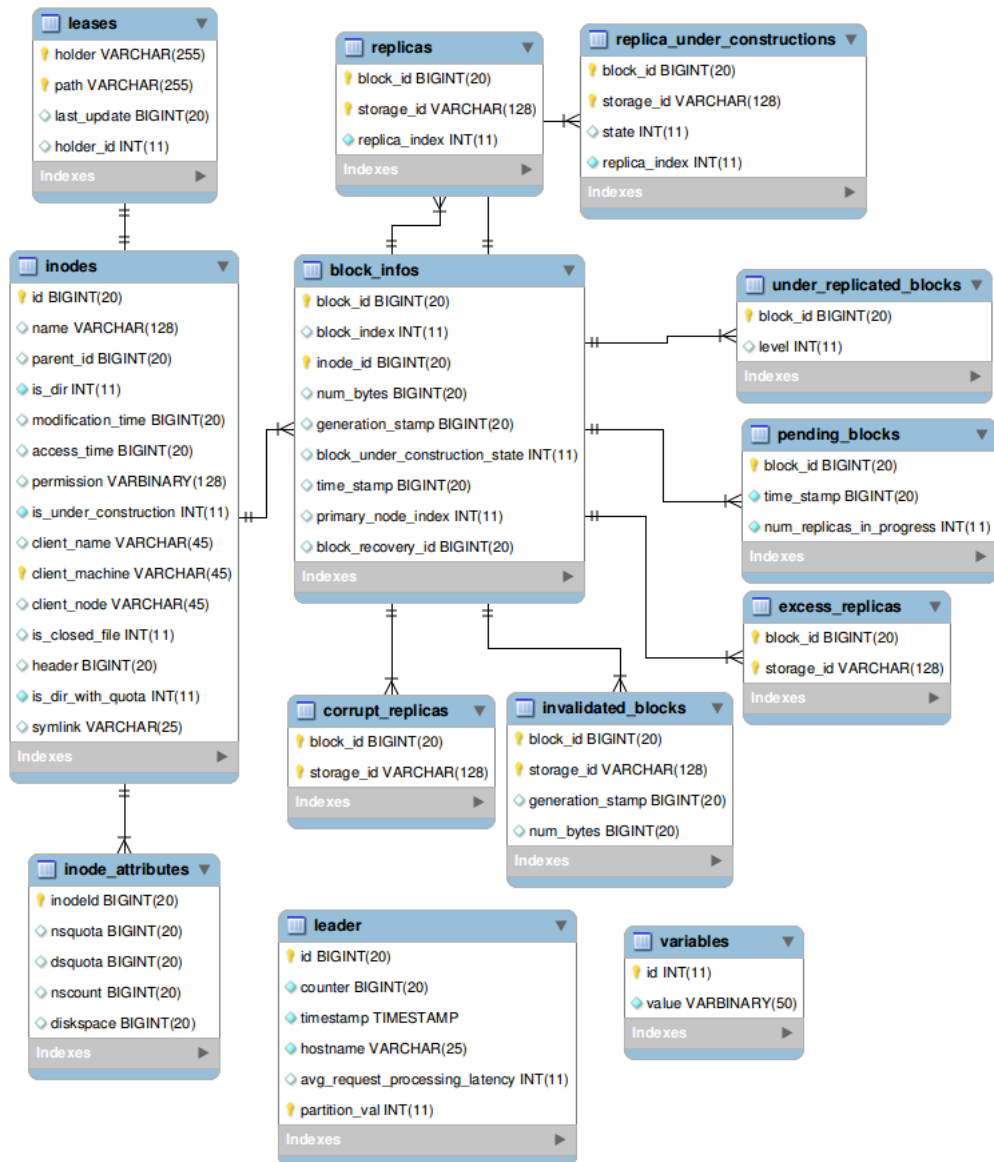 leases
holder VARCHAR(255)
path VARCHAR(255)
last_update BIGINT(20)
holder_id INT(11)
Indexes
replicas
block_id BIGINT(20)
storage_id VARCHAR(128)
replica_index INT(11)
Indexes
replica_under_constructions
block_id BIGINT(20)
storage_id VARCHAR(128)
state INT(11)
replica_index INT(11)
Indexes
inodes
id BIGINT(20)
name VARCHAR(128)
parent_id BIGINT(20)
is_dir INT(11)
modification_time BIGINT(20)
access_time BIGINT(20)
permission VARBINARY(128)
is_under_construction INT(11)
client_name VARCHAR(45)
client_machine VARCHAR(45)
client_node VARCHAR(45)
is_closed_file INT(11)
header BIGINT(20)
is_dir_with_quota INT(11)
symlink VARCHAR(25)
Indexes
block_infos
block_id BIGINT(20)
block_index INT(11)
inode_id BIGINT(20)
num_bytes BIGINT(20)
generation_stamp BIGINT(20)
block_under_construction_state INT(11)
time_stamp BIGINT(20)
primary_node_index INT(11)
block_recovery_id BIGINT(20)
Indexes
under_replicated_blocks
block_id BIGINT(20)
level INT(11)
Indexes
pending_blocks
block_id BIGINT(20)
time_stamp BIGINT(20)
num_replicas_in_progress INT(11)
Indexes
excess_replicas
block_id BIGINT(20)
storage_id VARCHAR(128)
Indexes
corrupt_replicas
block_id BIGINT(20)
storage_id VARCHAR(128)
Indexes
invalidated_blocks
block_id BIGINT(20)
storage_id VARCHAR(128)
generation_stamp BIGINT(20)
num_bytes BIGINT(20)
Indexes
inode_attributes
inodeId BIGINT(20)
nsquota BIGINT(20)
dsquota BIGINT(20)
nscount BIGINT(20)
diskspace BIGINT(20)
Indexes
leader
id BIGINT(20)
counter BIGINT(20)
timestamp TIMESTAMP
hostname VARCHAR(25)
avg_request_processing_latency INT(11)
partition_val INT(11)
Indexes
variables
id INT(11)
value VARBINARY(50)
Indexes